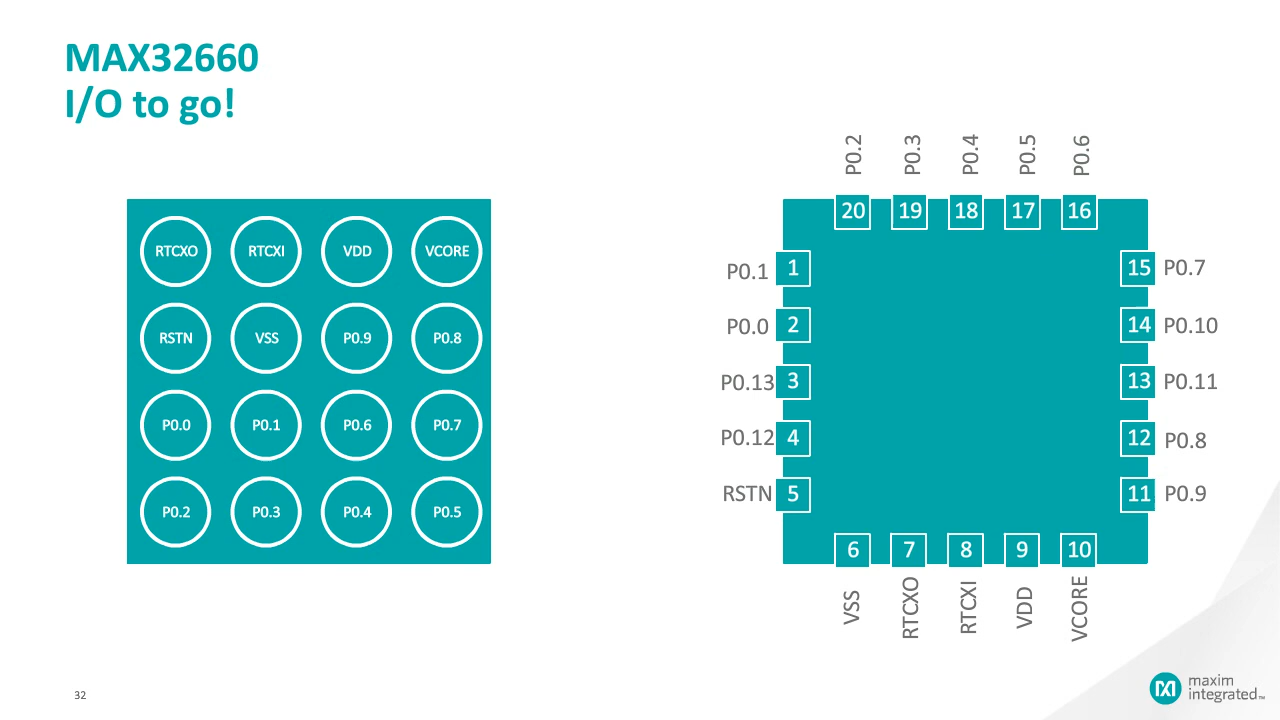 MAX32660
I/O to go!
RTCXO RTCXI VDD VCORE
RSTN VSS P0.9 P0.8
P0.0 P0.1 P0.6 P0.7
P0.2 P0.3 P0.4 P0.5
P0.2 P0.3 P0.4 P0.5 P0.6
20 19 18 17 16
P0.1 1 15 P0.7
P0.0 2 14 P0.10
P0.13 3 13 P0.11
P0.12 4 12 P0.8
RSTN 5 11 P0.9
6 7 8 9 10
VSS RTCXO RTCXI VDD VCORE
32
maxim
integrated™